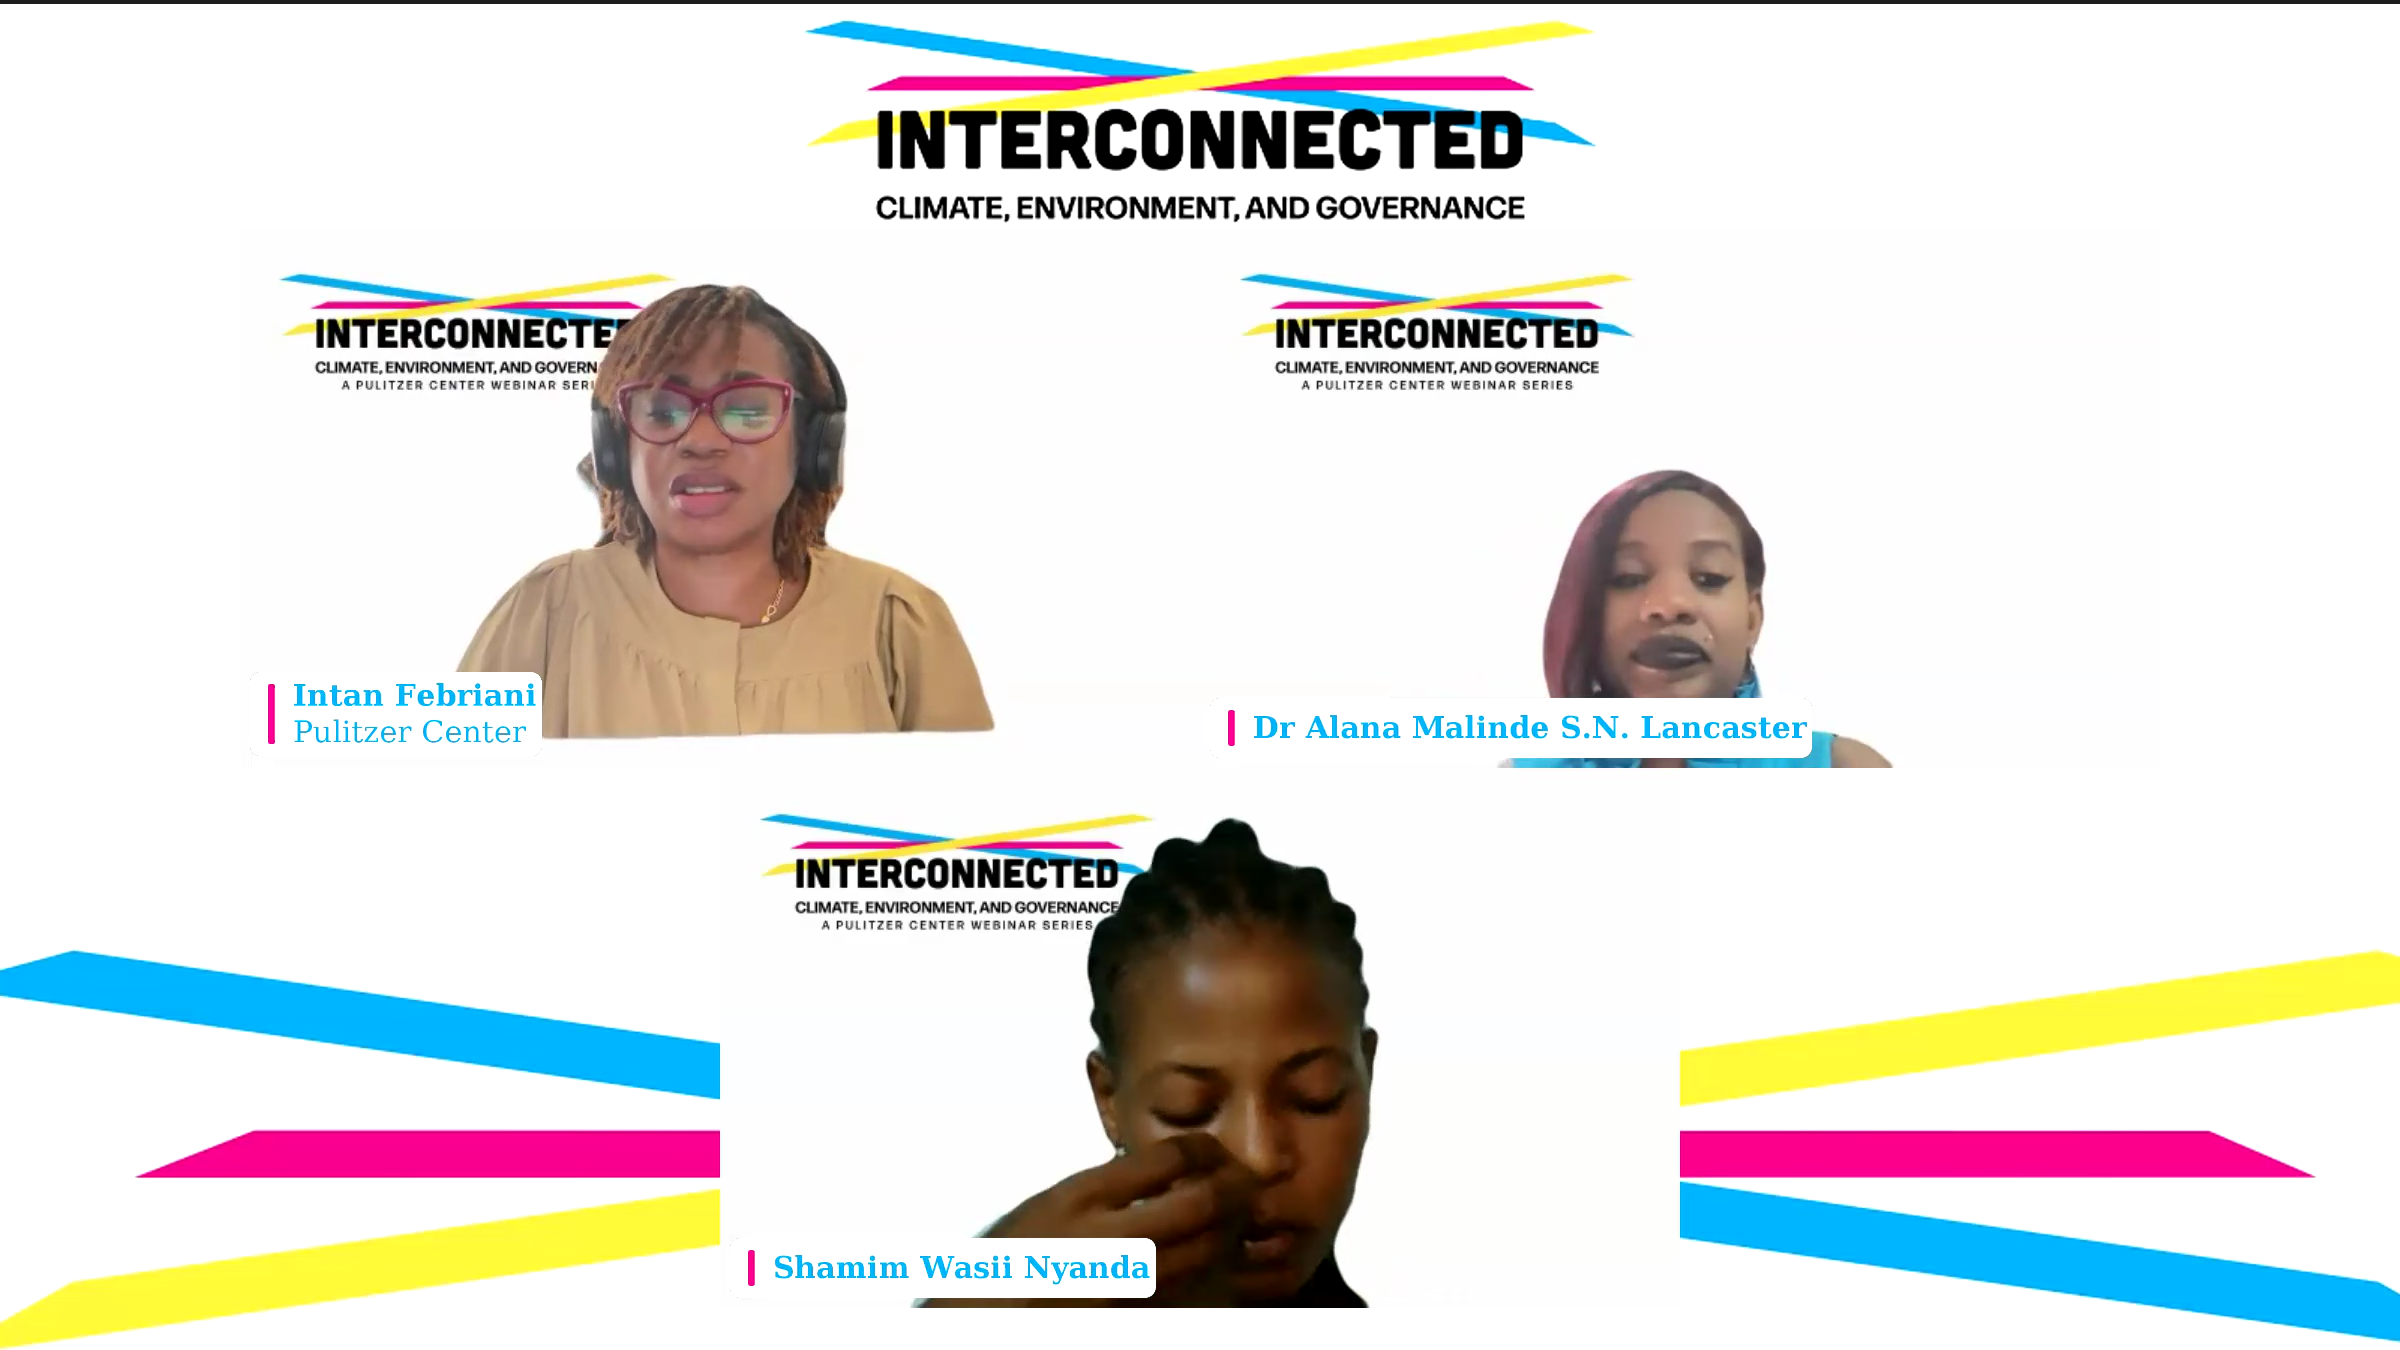 INTERCONNECTED
CLIMATE, ENVIRONMENT, AND GOVERNANCE
INTERCONNECTE
CLIMATE, ENVIRONMENT, AND GOVERN
A PULITZER CENTER WEBINAR SERI
Intan Febriani
Pulitzer Center
INTERCONNECTED
CLIMATE, ENVIRONMENT, AND GOVERNANCE
A PULITZER CENTER WEBINAR SERIES
Dr Alana Malinde S.N. Lancaster
INTERCONNECTED
CLIMATE, ENVIRONMENT, AND GOVERNANCE
A PULITZER CENTER WEBINAR SERIES
Shamim Wasii Nyanda